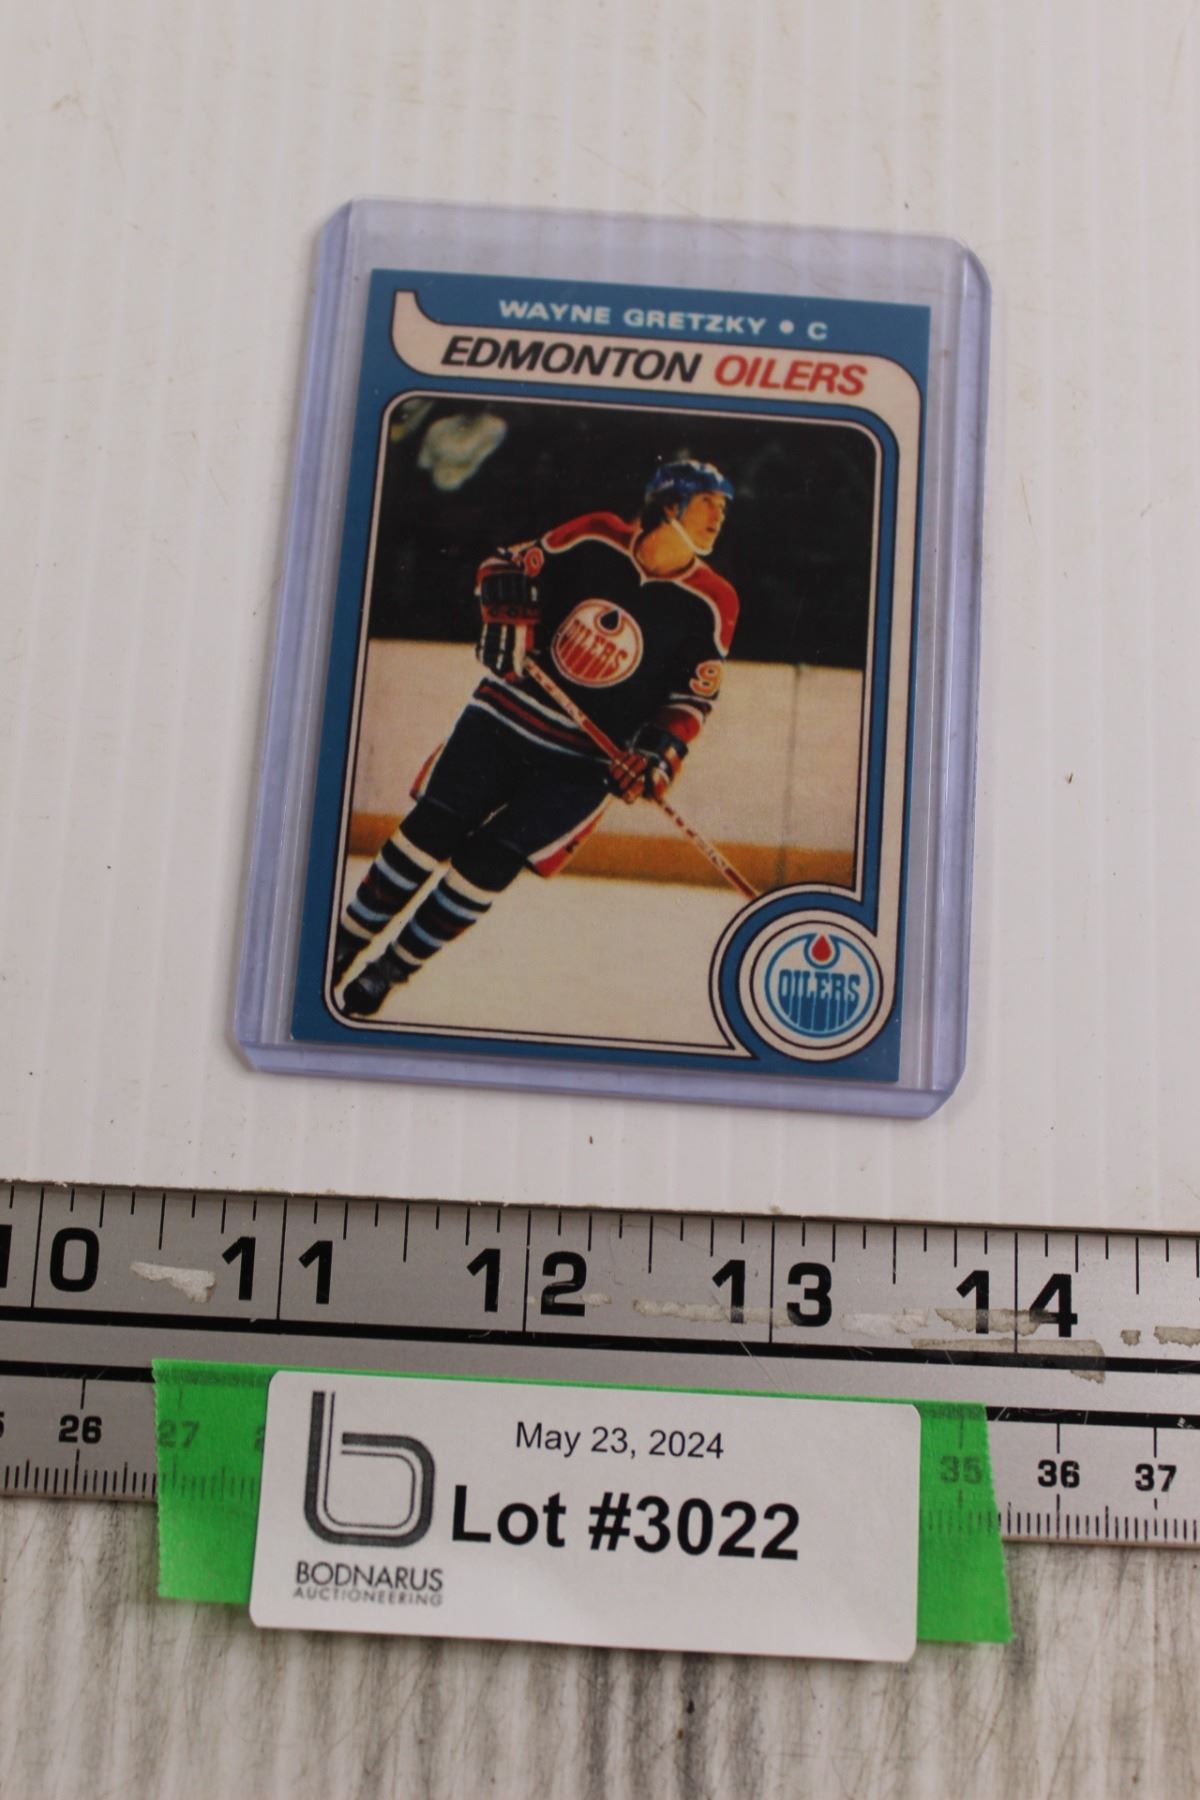 WAYNE GRETZKY • C
EDMONTON OILERS
OILERS
9
OILERS
10 11 12 13 14
26 27 35 36 37
May 23, 2024
Lot #3022
BODNARUS
AUCTIONEERING